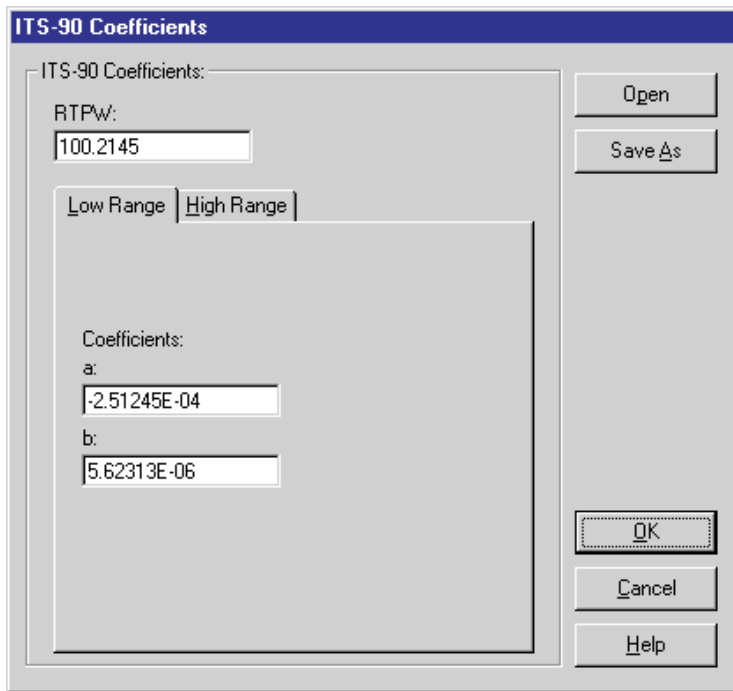 ITS-90 Coefficients
ITS-90 Coefficients:
RTPW:
100.2145
Low Range
High Range
Coefficients:
a:
-2.51245E-04
b:
5.62313E-06
Open
Save As
OK
Cancel
Help